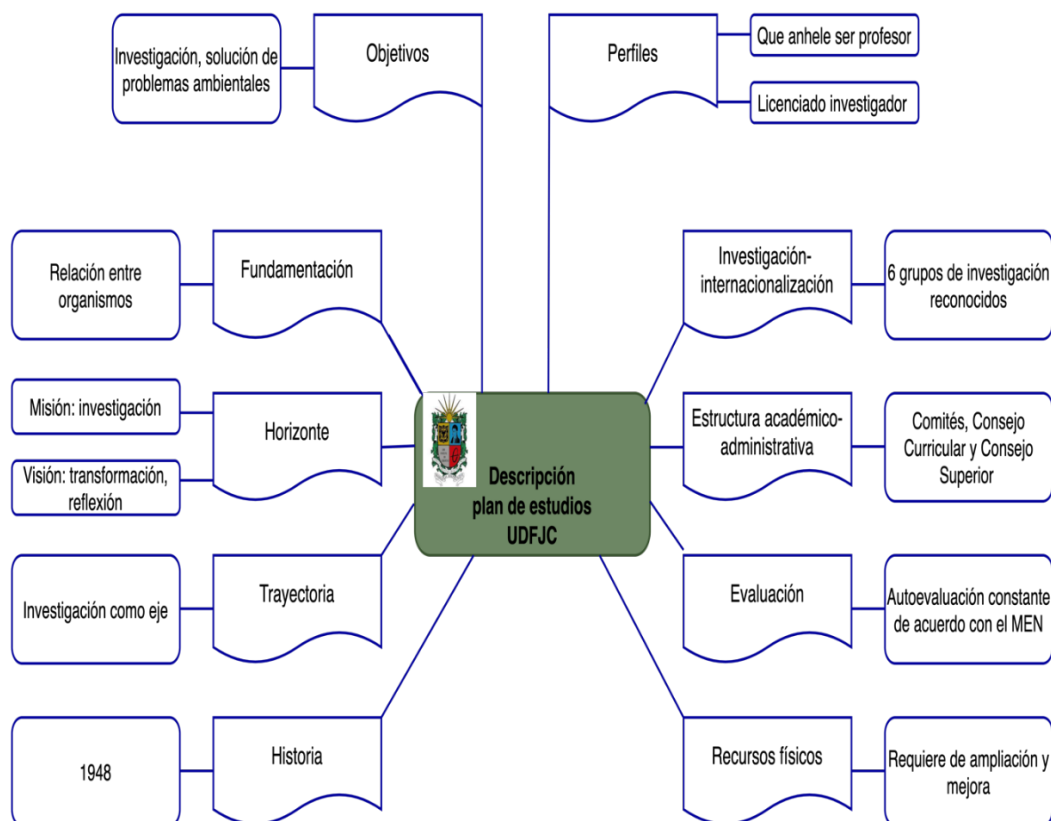 Investigación, solución de
problemas ambientales
Objetivos
Perfiles
Que anhele ser profesor
Licenciado investigador
Relación entre
organismos
Fundamentación
Investigación-
internacionalización
6 grupos de investigación
reconocidos
Misión: investigación
Visión: transformación,
reflexión
Horizonte
Descripción
plan de estudios
UDFJC
Estructura académico-
administrativa
Comités, Consejo
Curricular y Consejo
Superior
Investigación como eje
Trayectoria
Evaluación
Autoevaluación constante
de acuerdo con el MEN
1948
Historia
Recursos físicos
Requiere de ampliación y
mejora